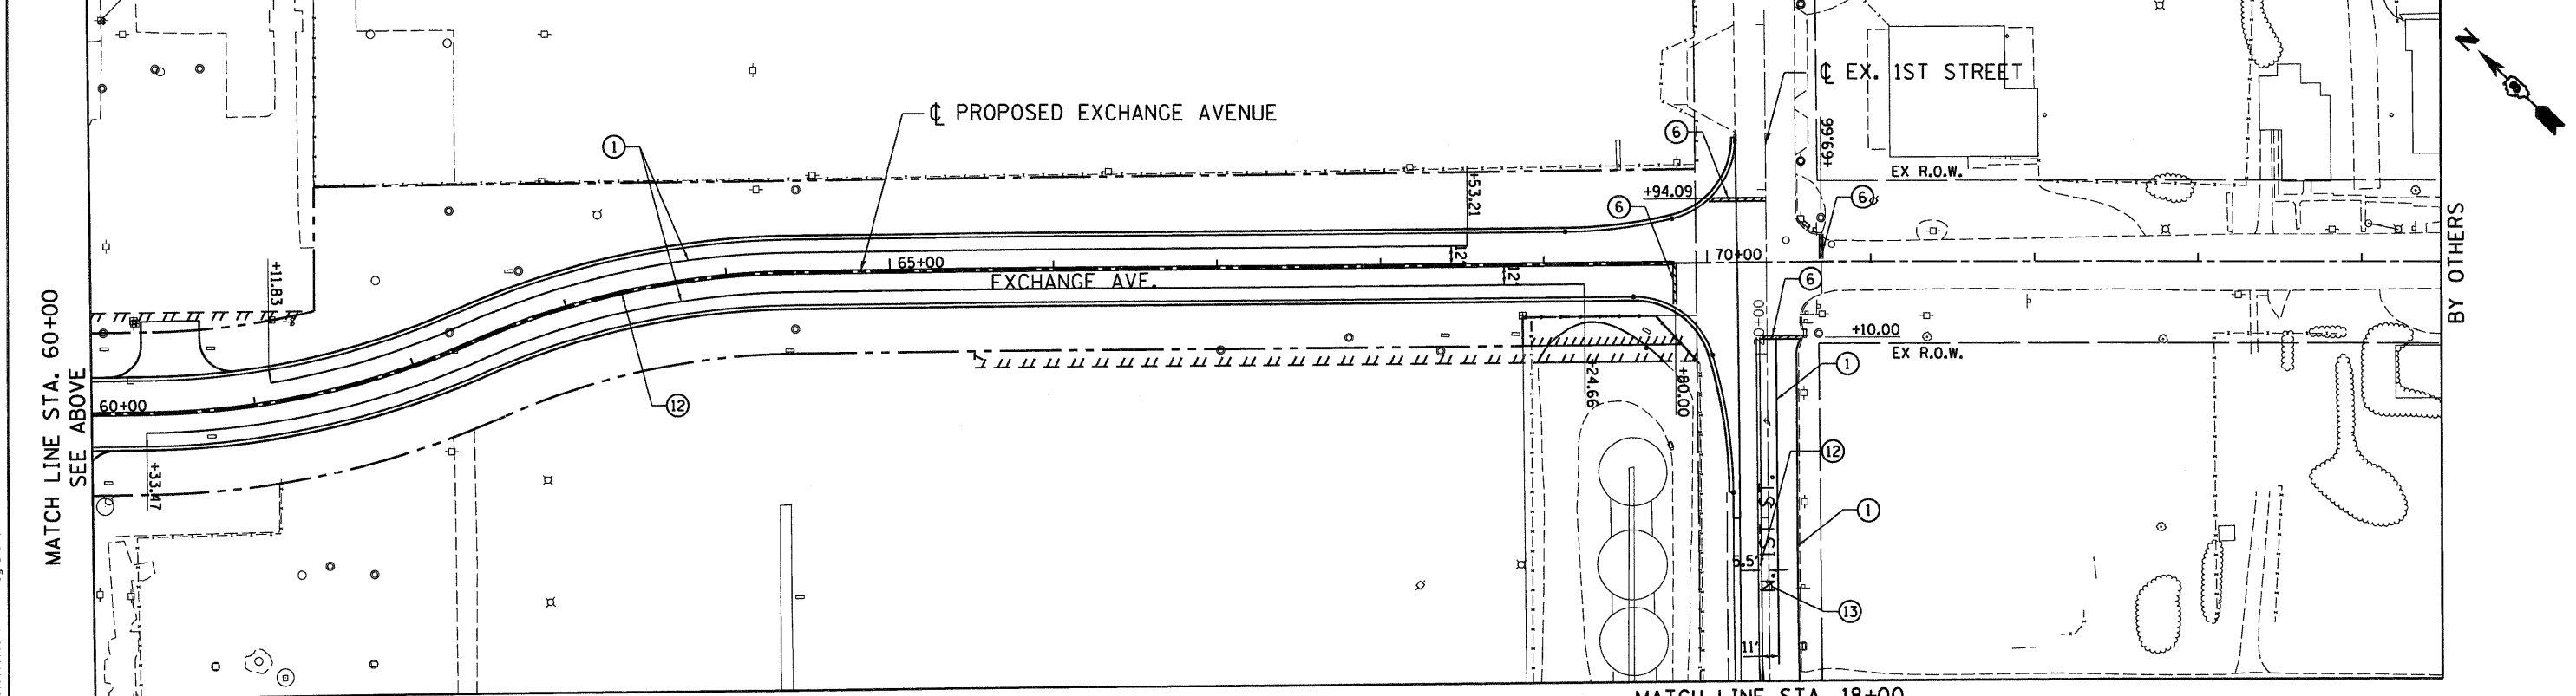 N
℄ EX. 1ST STREET
℄ PROPOSED EXCHANGE AVENUE
1
6
+99.69
EX R.O.W.
+53.21
+94.09
6
6
65+00
70+00
12'
12'
EXCHANGE AVE.
+11.83
6
+10.00
EX R.O.W.
BY OTHERS
MATCH LINE STA. 60+00
SEE ABOVE
60+00
12
+24.66
+80.00
1
+33.47
12
1
N. 1ST ST.
5.5'
13
11'
MATCH LINE STA. 18+00